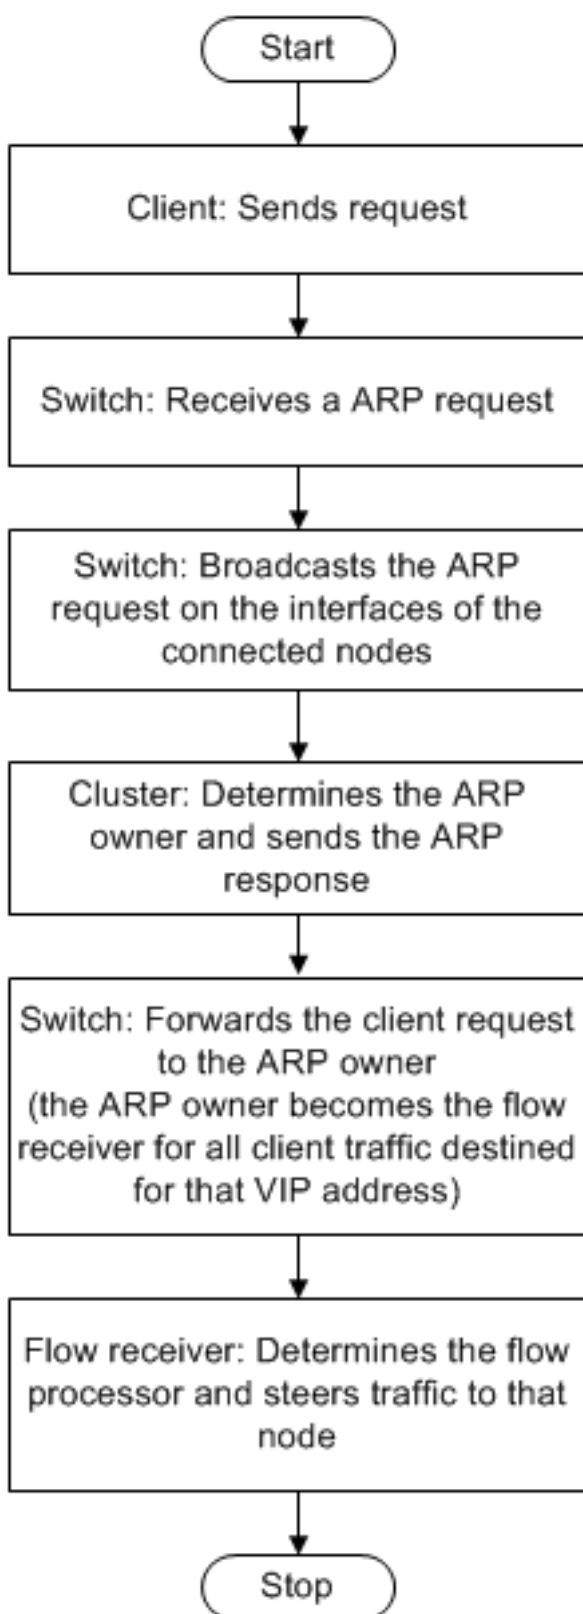 Start
Client: Sends request
Switch: Receives a ARP request
Switch: Broadcasts the ARP
request on the interfaces of the
connected nodes
Cluster: Determines the ARP
owner and sends the ARP
response
Switch: Forwards the client request
to the ARP owner
(the ARP owner becomes the flow
receiver for all client traffic destined
for that VIP address)
Flow receiver: Determines the flow
processor and steers traffic to that
node
Stop